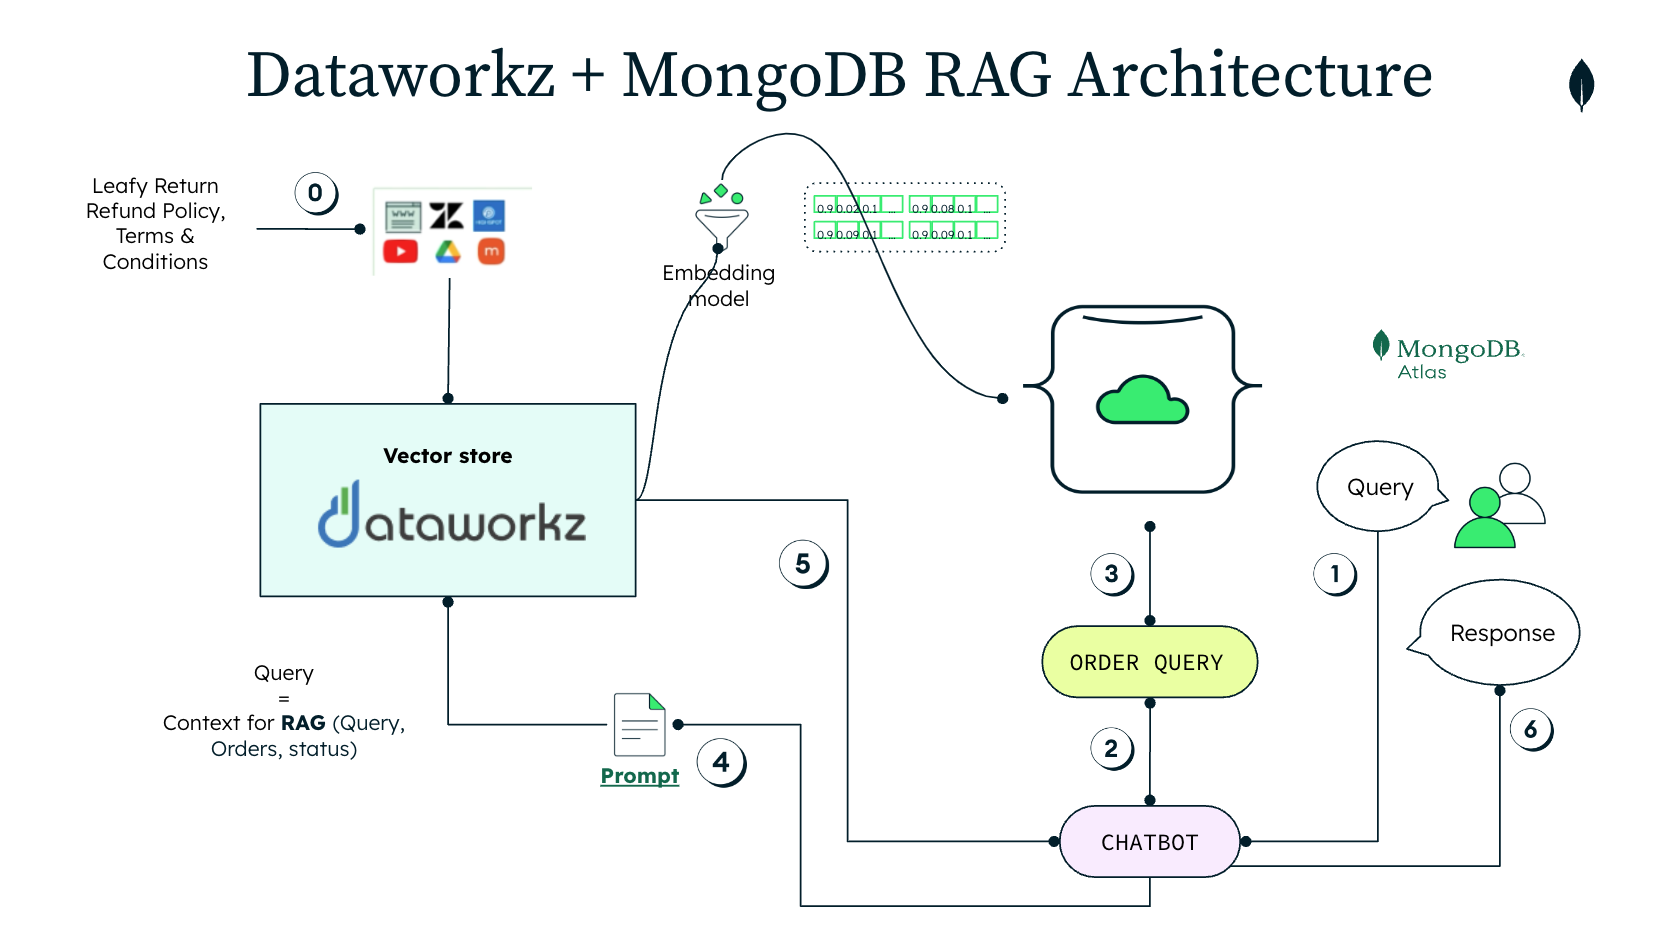 Dataworkz + MongoDB RAG Architecture
Leafy Return
Refund Policy,
Terms &
Conditions
0
WWW
m
Embedding
model
0.9 0.02 0.1 ... 0.9 0.08 0.1 ...
0.9 0.09 0.1 ... 0.9 0.09 0.1 ...
MongoDB.
Atlas
Vector store
dataworkz
Query
Response
5
3
1
ORDER QUERY
Query
=
Context for RAG (Query,
Orders, status)
Prompt
4
2
6
CHATBOT